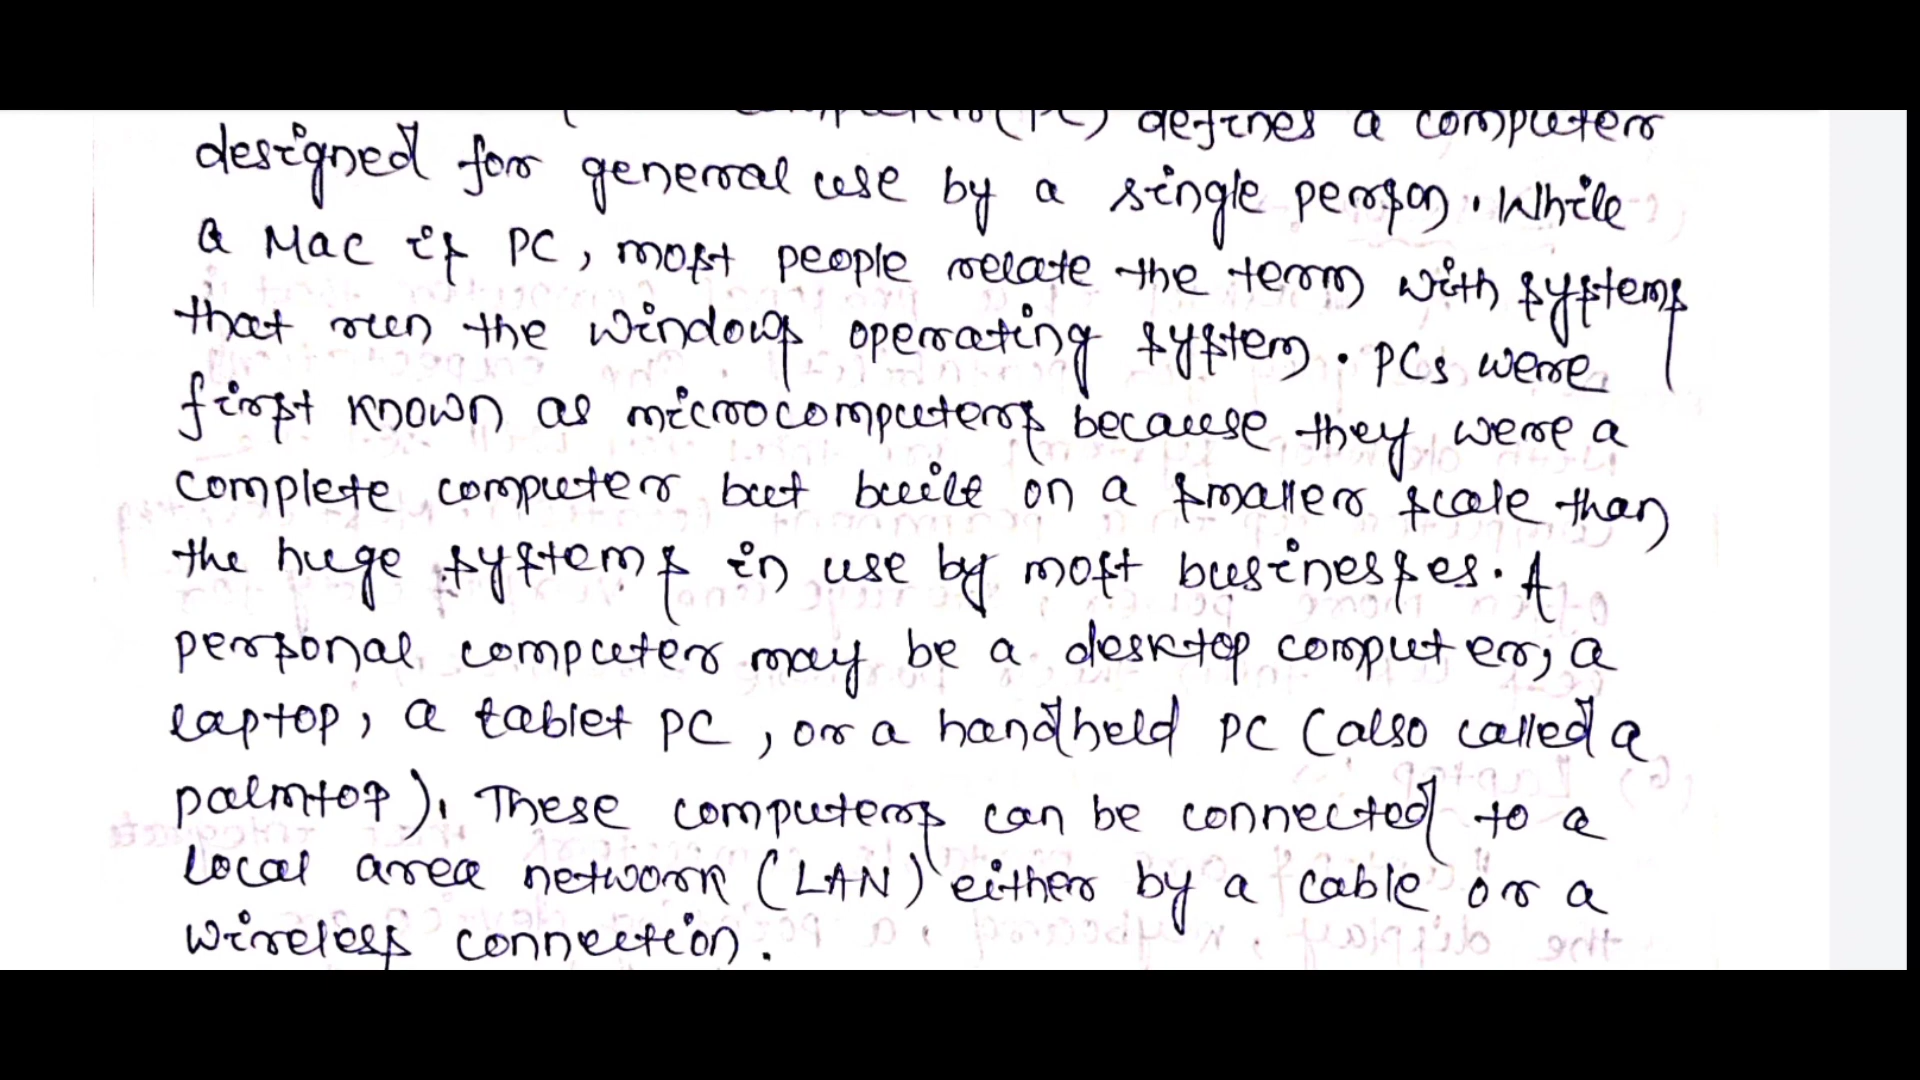 computer (PC) defines a computer
designed for general use by a single person. While
a Mac is PC, most people relate the term with systems
that run the windows operating system. PCs were
first known as microcomputers because they were a
complete computer but built on a smaller scale than
the huge systems in use by most businesses. A
personal computer may be a desktop computer, a
laptop, a tablet PC, or a handheld PC (also called a
palmtop). These computers can be connected to a
local area network (LAN) either by a cable or a
wireless connection.